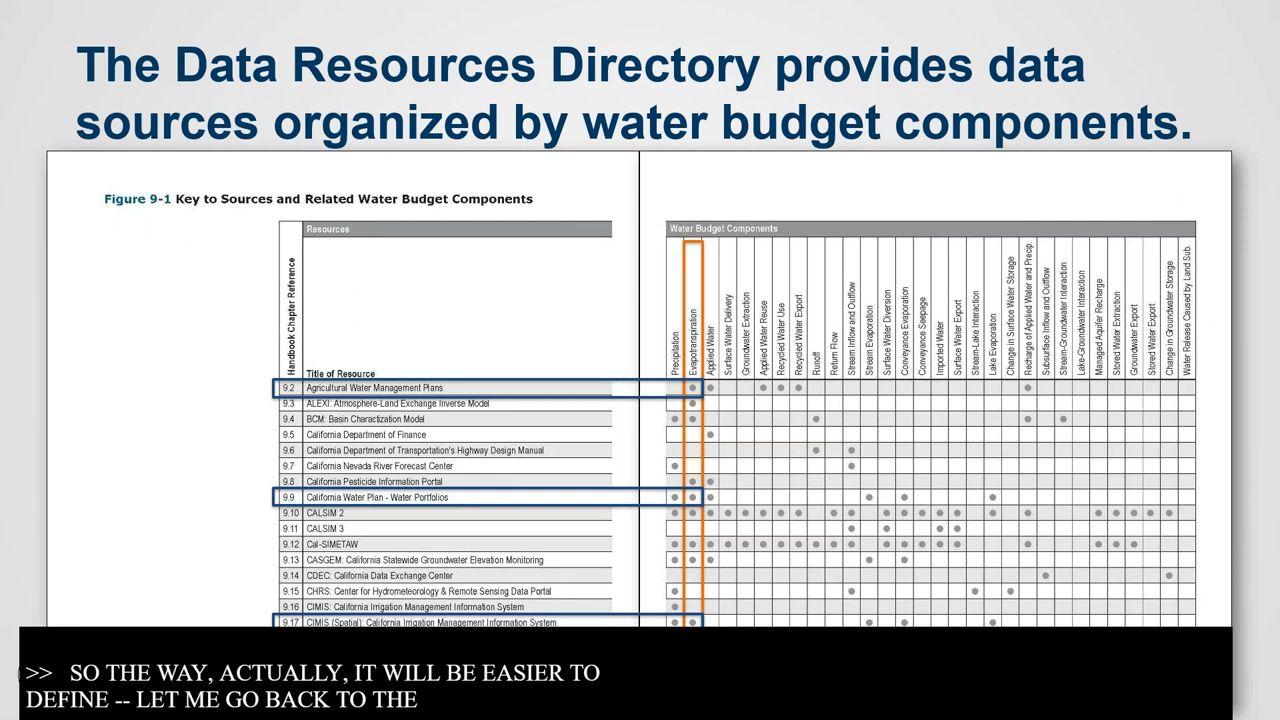 The Data Resources Directory provides data
sources organized by water budget components.
Figure 9-1 Key to Sources and Related Water Budget Components
Handbook Chapter Reference
Resources
Title of Resource
Water Budget Components
Precipitation
Evapotranspiration
Applied Water
Surface Water Delivery
Groundwater Extraction
Applied Water Reuse
Recycled Water Use
Recycled Water Export
Runoff
Return Flow
Stream Inflow and Outflow
Stream Evaporation
Surface Water Diversion
Conveyance Evaporation
Conveyance Seepage
Imported Water
Surface Water Export
Stream-Lake Interaction
Lake Evaporation
Change in Surface Water Storage
Recharge of Applied Water and Precip.
Subsurface Inflow and Outflow
Stream-Groundwater Interaction
Lake-Groundwater Interaction
Managed Aquifer Recharge
Stored Water Extraction
Groundwater Export
Stored Water Export
Change in Groundwater Storage
Water Release Caused by Land Sub.
9.2 Agricultural Water Management Plans
9.3 ALEXI: Atmosphere-Land Exchange Inverse Model
9.4 BCM: Basin Charactization Model
9.5 California Department of Finance
9.6 California Department of Transportation's Highway Design Manual
9.7 California Nevada River Forecast Center
9.8 California Pesticide Information Portal
9.9 California Water Plan - Water Portfolios
9.10 CALSIM 2
9.11 CALSIM 3
9.12 Cal-SIMETAW
9.13 CASGEM: California Statewide Groundwater Elevation Monitoring
9.14 CDEC: California Data Exchange Center
9.15 CHRS: Center for Hydrometeorology & Remote Sensing Data Portal
9.16 CIMIS: California Irrigation Management Information System
9.17 CIMIS (Spatial): California Irrigation Management Information System
>> SO THE WAY, ACTUALLY, IT WILL BE EASIER TO
DEFINE -- LET ME GO BACK TO THE